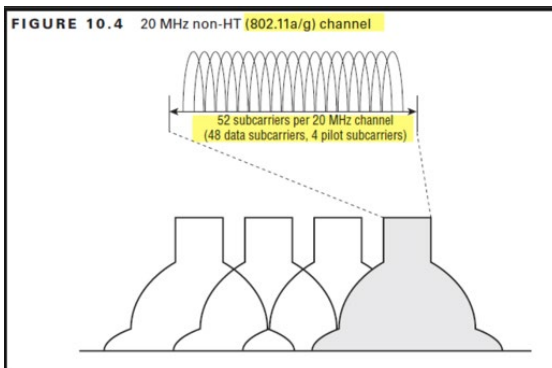 FIGURE 10.4 20 MHz non-HT (802.11a/g) channel
52 subcarriers per 20 MHz channel
(48 data subcarriers, 4 pilot subcarriers)